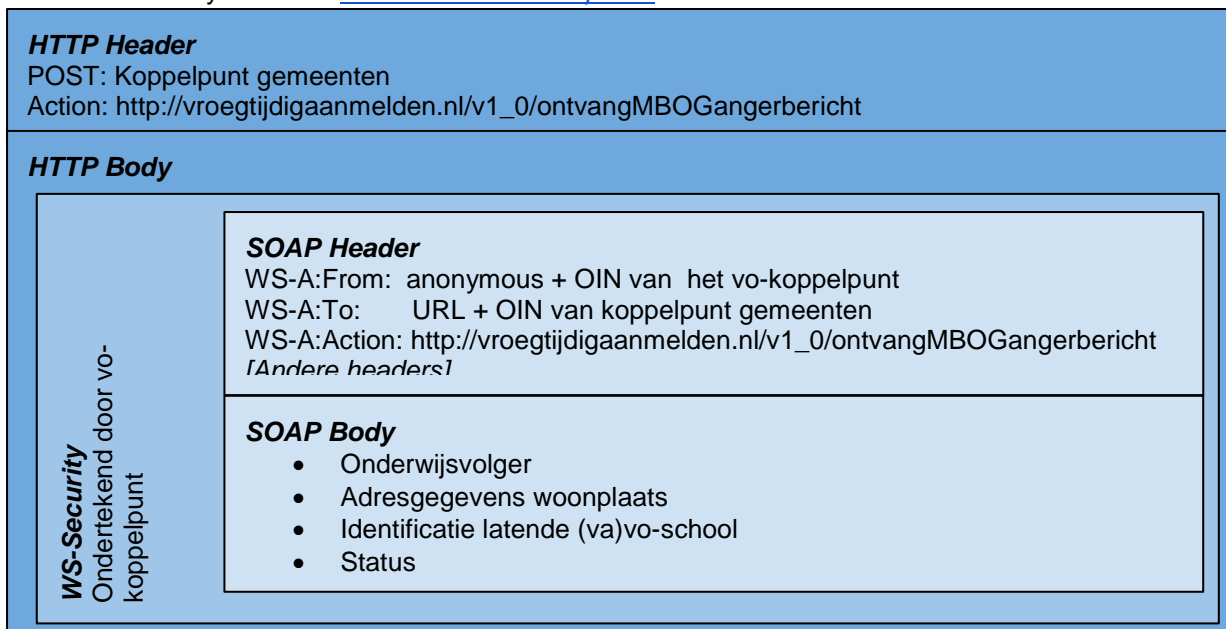 HTTP Header
POST: Koppelpunt gemeenten
Action: http://vroegtijdigaanmelden.nl/v1_0/ontvangMBOGangerbericht
HTTP Body
WS-Security
Ondertekend door vo-
koppelpunt
SOAP Header
WS-A:From: anonymous + OIN van het vo-koppelpunt
WS-A:To: URL + OIN van koppelpunt gemeenten
WS-A:Action: http://vroegtijdigaanmelden.nl/v1_0/ontvangMBOGangerbericht
[Andere headers]
SOAP Body
• Onderwijsvolger
• Adresgegevens woonplaats
• Identificatie latende (va)vo-school
• Status